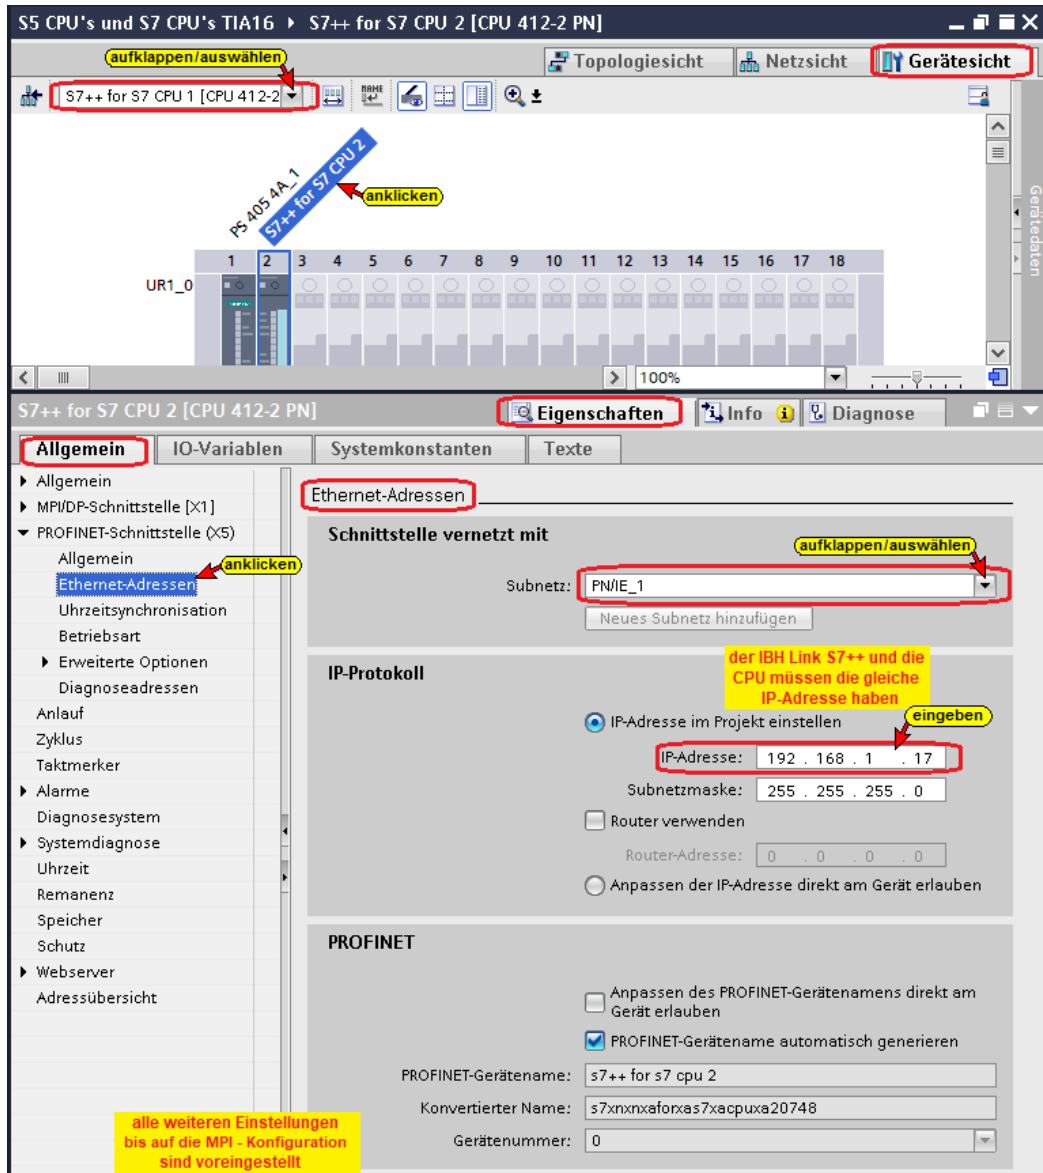 S5 CPU's und S7 CPU's TIA16 ▸ S7++ for S7 CPU 2 [CPU 412-2 PN]
aufklappen/auswählen
Topologiesicht
Netzsicht
Gerätesicht
S7++ for S7 CPU 1 [CPU 412-2
NAME
PS 405 4A_1
S7++ for S7 CPU 2
anklicken
Gerätedaten
1 2 3 4 5 6 7 8 9 10 11 12 13 14 15 16 17 18
UR1_0
100%
S7++ for S7 CPU 2 [CPU 412-2 PN]
Eigenschaften
Info
Diagnose
Allgemein
IO-Variablen
Systemkonstanten
Texte
Allgemein
MPI/DP-Schnittstelle [X1]
PROFINET-Schnittstelle (X5)
Allgemein
Ethernet-Adressen
anklicken
Uhrzeitsynchronisation
Betriebsart
Erweiterte Optionen
Diagnoseadressen
Anlauf
Zyklus
Taktmerker
Alarme
Diagnosesystem
Systemdiagnose
Uhrzeit
Remanenz
Speicher
Schutz
Webserver
Adressübersicht
alle weiteren Einstellungen
bis auf die MPI - Konfiguration
sind voreingestellt
Ethernet-Adressen
Schnittstelle vernetzt mit
aufklappen/auswählen
Subnetz: PN/IE_1
Neues Subnetz hinzufügen
IP-Protokoll
der IBH Link S7++ und die
CPU müssen die gleiche
IP-Adresse haben
eingeben
IP-Adresse im Projekt einstellen
IP-Adresse: 192 . 168 . 1 . 17
Subnetzmaske: 255 . 255 . 255 . 0
Router verwenden
Router-Adresse: 0 . 0 . 0 . 0
Anpassen der IP-Adresse direkt am Gerät erlauben
PROFINET
Anpassen des PROFINET-Gerätenamens direkt am
Gerät erlauben
PROFINET-Gerätename automatisch generieren
PROFINET-Gerätename: s7++ for s7 cpu 2
Konvertierter Name: s7xnxnxaforxas7xacpuxa20748
Gerätenummer: 0